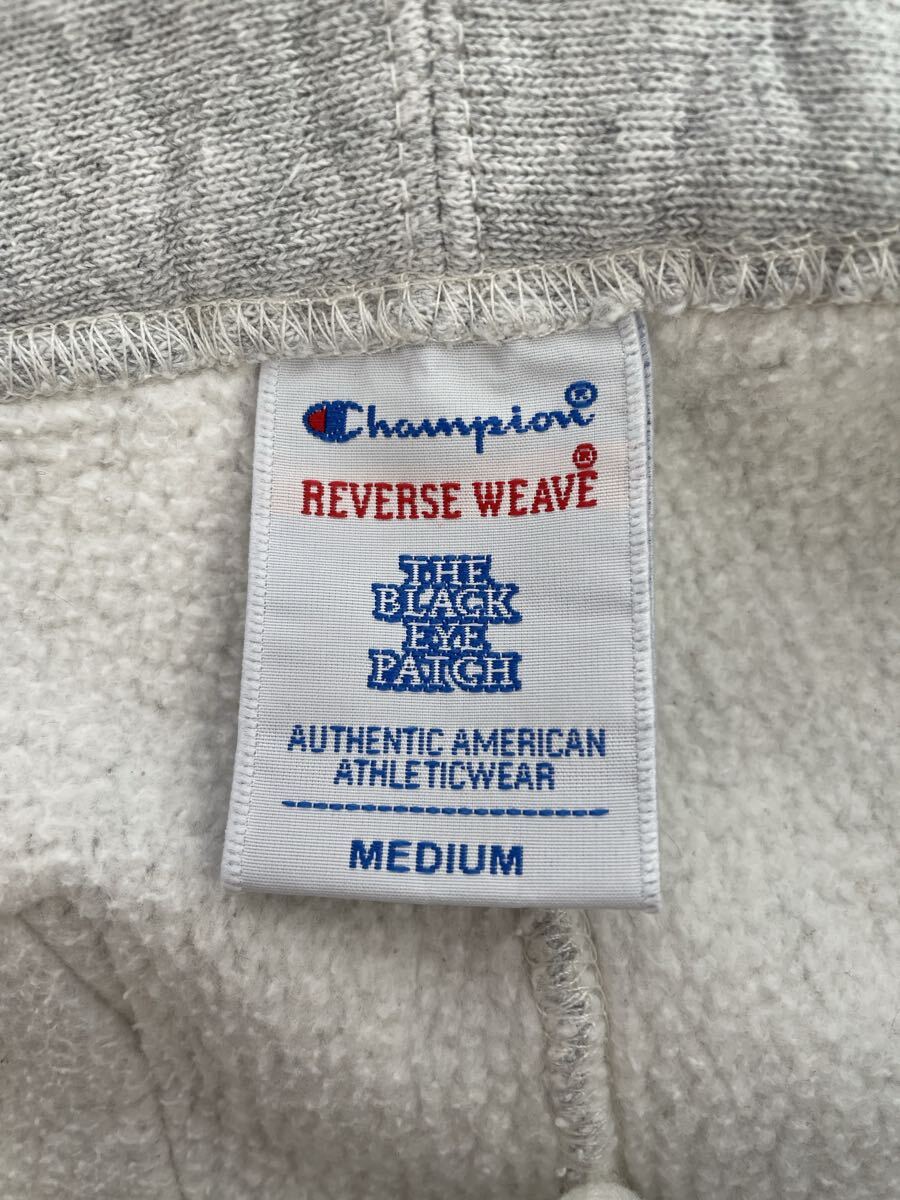 Champion®
REVERSE WEAVE®
THE
BLACK
EYE
PATCH
AUTHENTIC AMERICAN
ATHLETICWEAR
MEDIUM